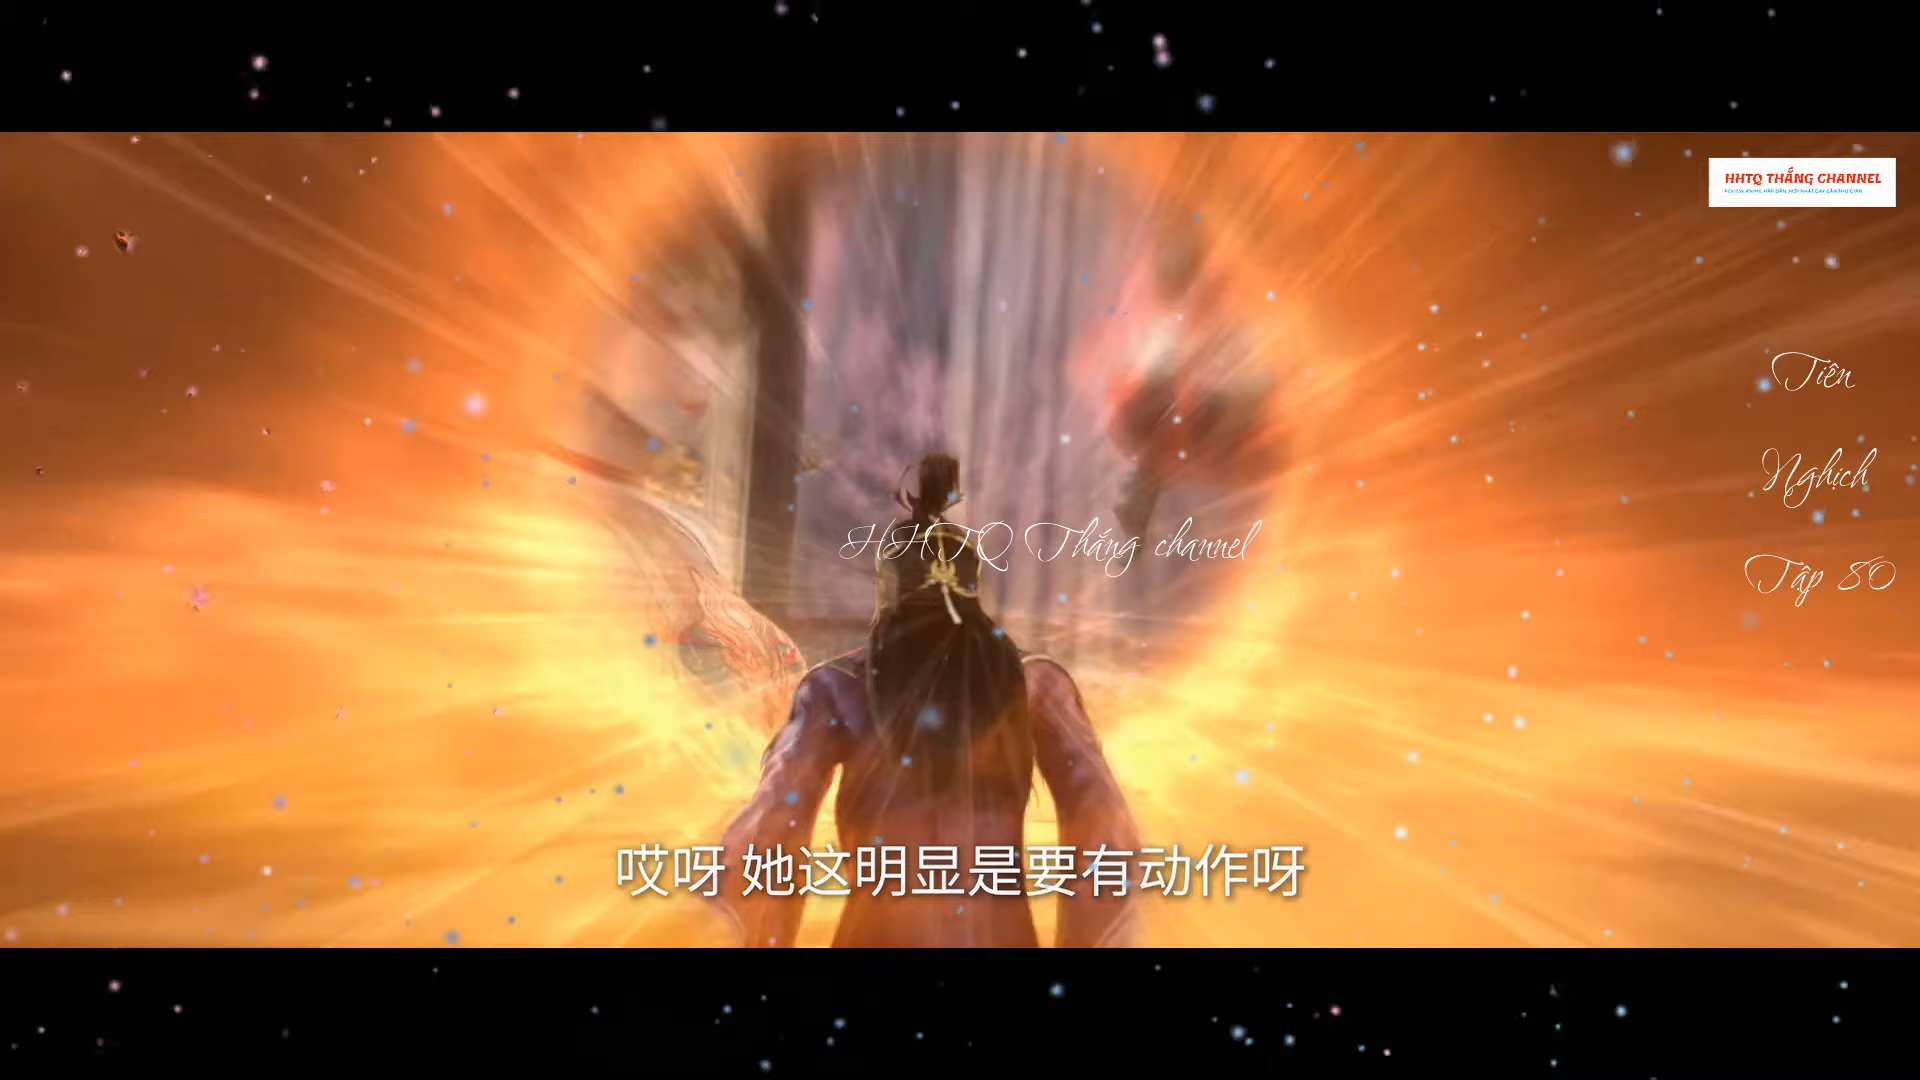 HHTQ THẮNG CHANNEL
Tiên
Nghịch
HHTQ Thắng channel
Tập 80
哎呀 她这明显是要有动作呀